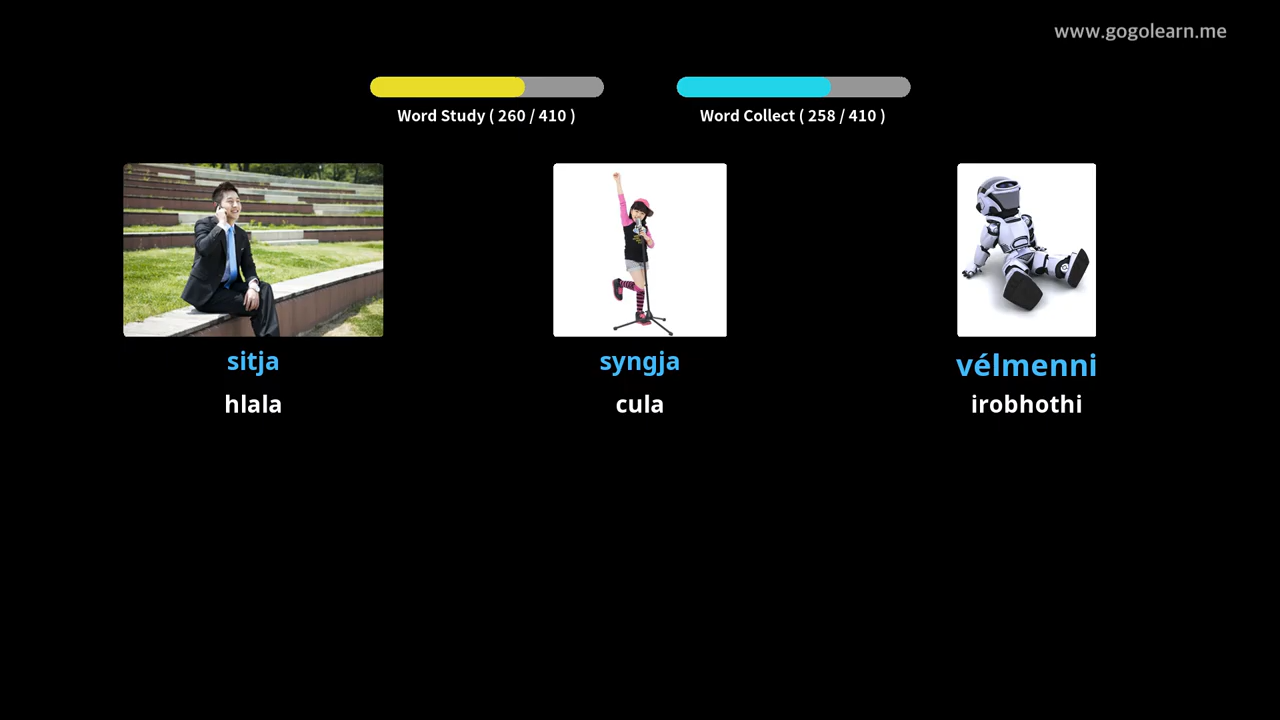 www.gogolearn.me
Word Study ( 260 / 410 )
Word Collect ( 258 / 410 )
sitja
syngja
vélmenni
hlala
cula
irobhothi